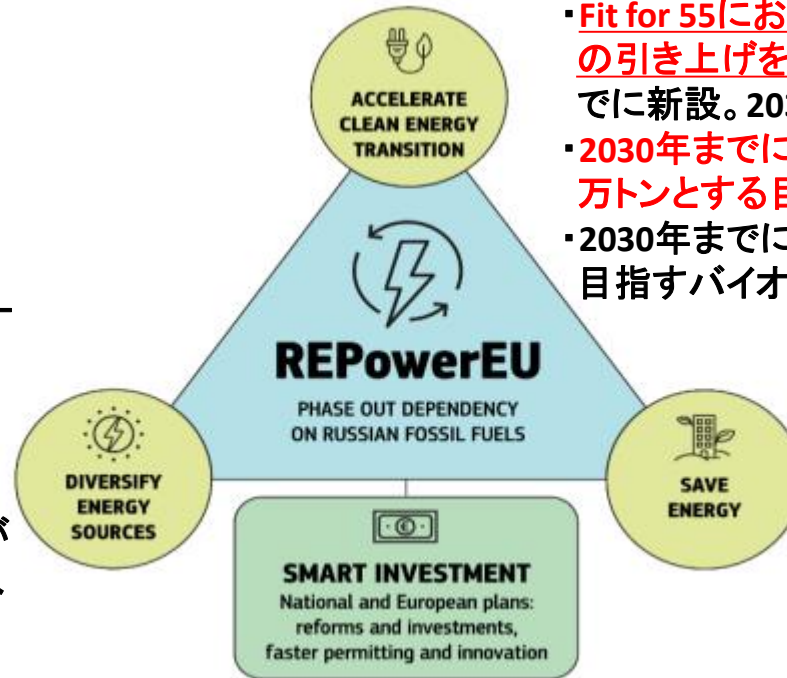 ・Fit for 55にお
の引き上げを
でに新設。203
・2030年までに
万トンとする目
・2030年までに
目指すバイオ
ACCELERATE
CLEAN ENERGY
TRANSITION
ー
REPowerEU
PHASE OUT DEPENDENCY
ON RUSSIAN FOSSIL FUELS
DIVERSIFY
ENERGY
SOURCES
SAVE
ENERGY
が
SMART INVESTMENT
National and European plans:
reforms and investments,
faster permitting and innovation